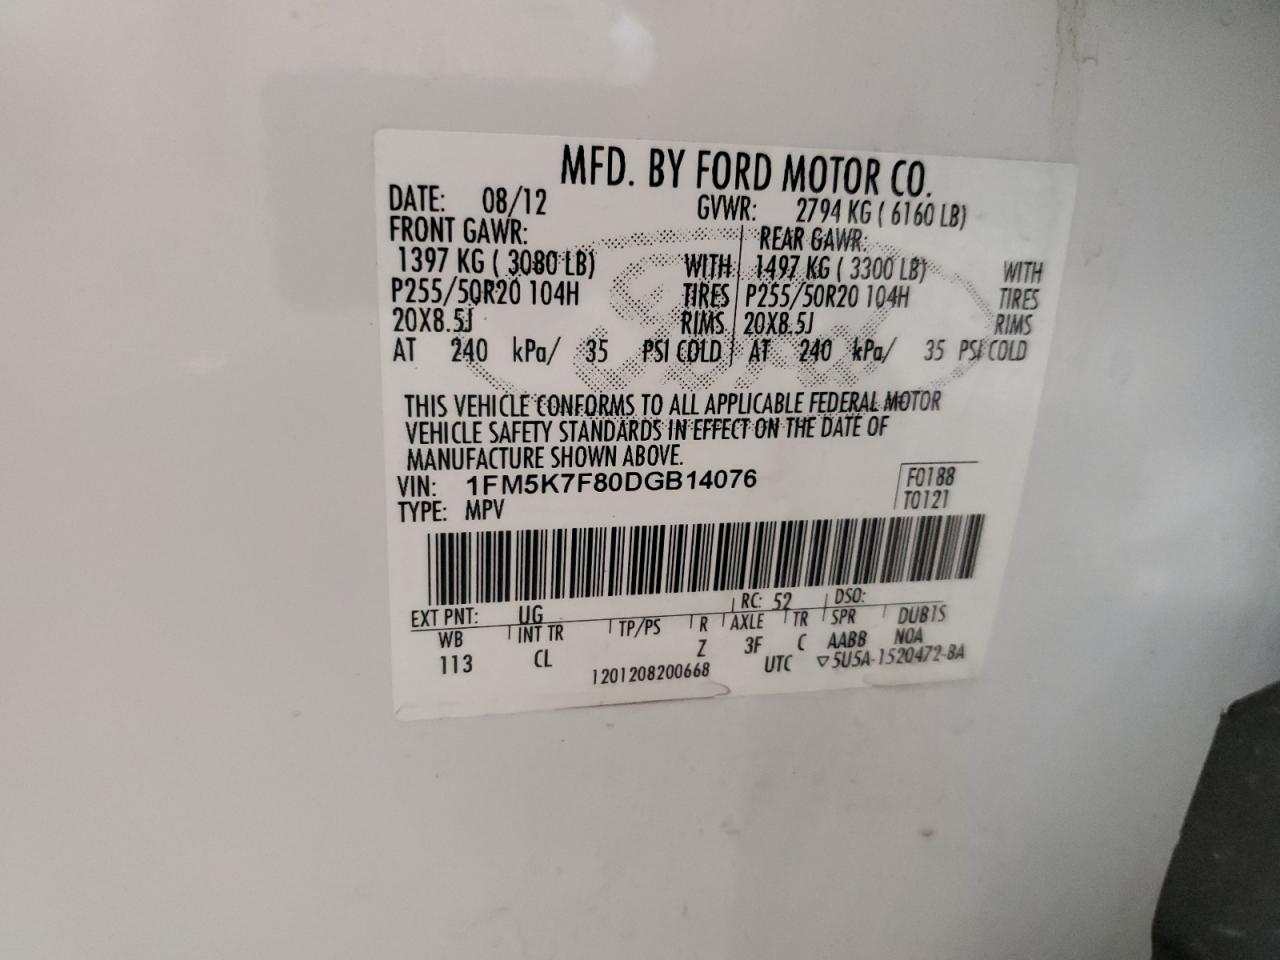 MFD. BY FORD MOTOR CO.
DATE: 08/12 GVWR: 2794 KG ( 6160 LB)
FRONT GAWR: REAR GAWR:
1397 KG ( 3080 LB) WITH 1497 KG ( 3300 LB) WITH
P255/50R20 104H TIRES P255/50R20 104H TIRES
20X8.5J RIMS 20X8.5J RIMS
AT 240 kPa/ 35 PSI COLD AT 240 kPa/ 35 PSI COLD
Ford
THIS VEHICLE CONFORMS TO ALL APPLICABLE FEDERAL MOTOR
VEHICLE SAFETY STANDARDS IN EFFECT ON THE DATE OF
MANUFACTURE SHOWN ABOVE.
VIN: 1FM5K7F80DGB14076 F0188
TYPE: MPV T0121
EXT PNT: UG RC: 52 DSO:
WB INT TR TP/PS R AXLE TR SPR DUB1S
113 CL Z 3F C AABB NOA
1201208200668 UTC ▽5U5A-1520472-BA